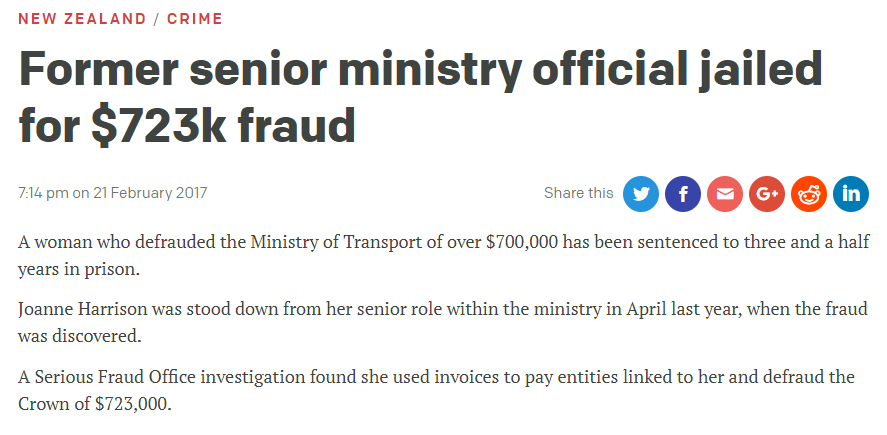 NEW ZEALAND / CRIME
Former senior ministry official jailed
for $723k fraud
7:14 pm on 21 February 2017
Share this
G+
in
A woman who defrauded the Ministry of Transport of over $700,000 has been sentenced to three and a half
years in prison.
Joanne Harrison was stood down from her senior role within the ministry in April last year, when the fraud
was discovered.
A Serious Fraud Office investigation found she used invoices to pay entities linked to her and defraud the
Crown of $723,000.